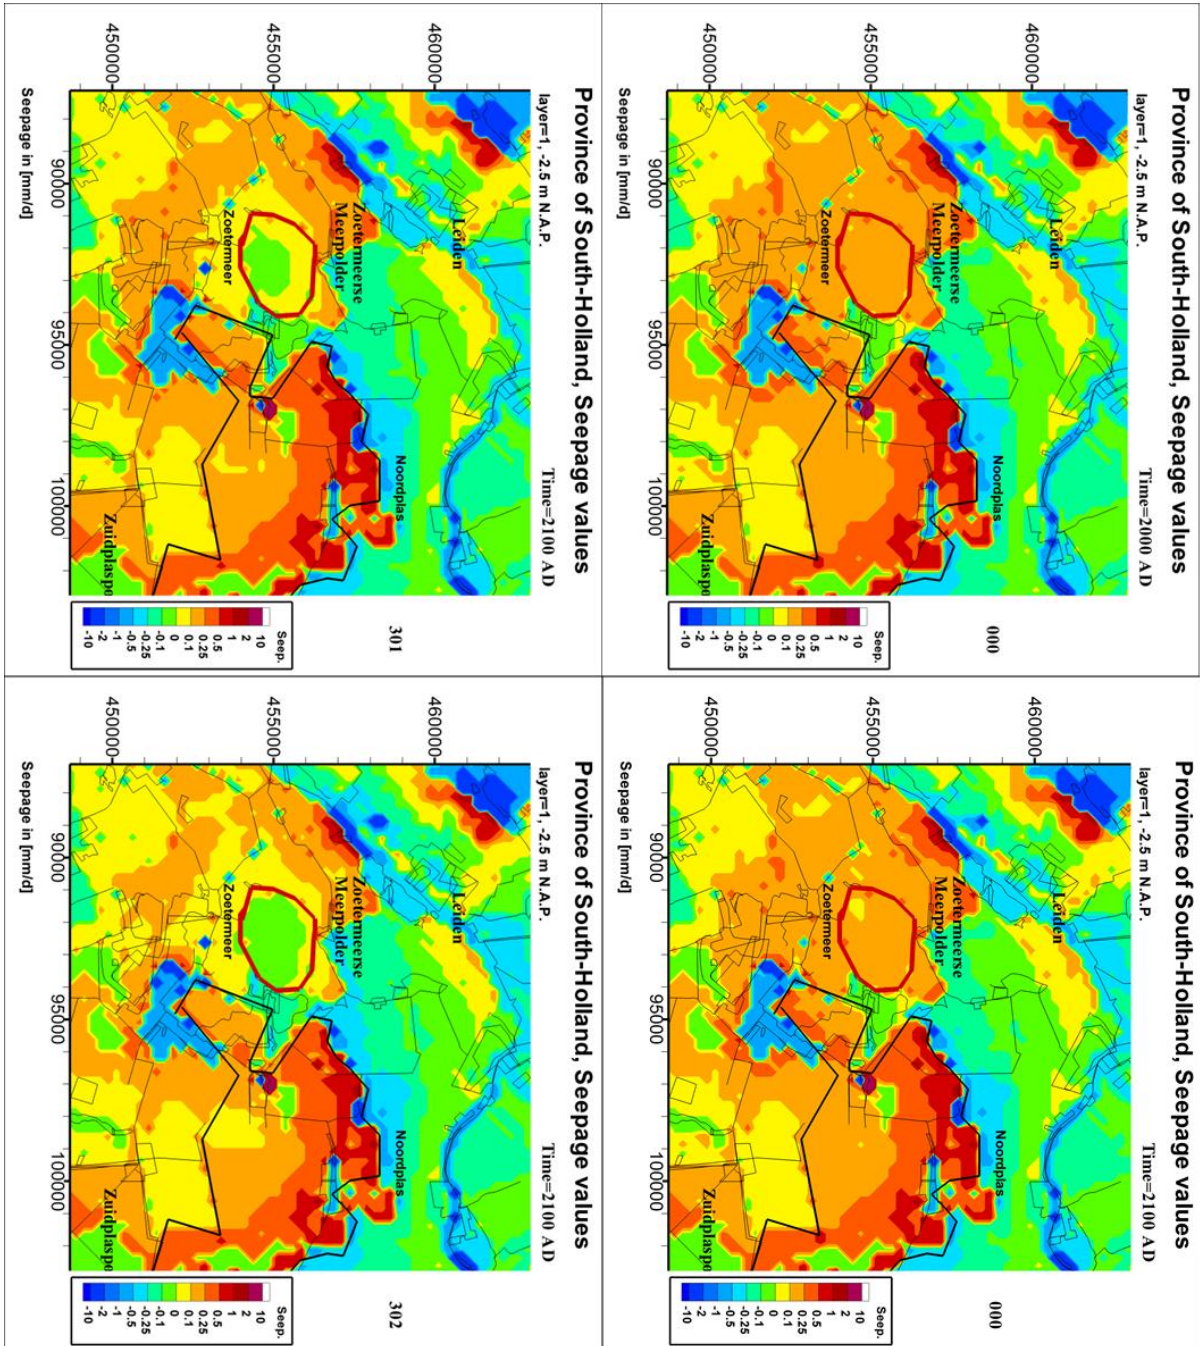 Province of South-Holland, Seepage values
layer=1, -2.5 m N.A.P.
Time=2000 AD
460000
455000
450000
Leiden
Zoetermeerse
Meerpolder
Zoetermeer
Noordplas
Zuidplaspo
90000 95000 100000
Seepage in [mm/d]
000
Seep.
10
2
1
0.5
0.25
0.1
0
-0.1
-0.25
-0.5
-1
-2
-10
Province of South-Holland, Seepage values
layer=1, -2.5 m N.A.P.
Time=2100 AD
460000
455000
450000
Leiden
Zoetermeerse
Meerpolder
Zoetermeer
Noordplas
Zuidplaspo
90000 95000 100000
Seepage in [mm/d]
000
Seep.
10
2
1
0.5
0.25
0.1
0
-0.1
-0.25
-0.5
-1
-2
-10
Province of South-Holland, Seepage values
layer=1, -2.5 m N.A.P.
Time=2100 AD
460000
455000
450000
Leiden
Zoetermeerse
Meerpolder
Zoetermeer
Noordplas
Zuidplaspo
90000 95000 100000
Seepage in [mm/d]
301
Seep.
10
2
1
0.5
0.25
0.1
0
-0.1
-0.25
-0.5
-1
-2
-10
Province of South-Holland, Seepage values
layer=1, -2.5 m N.A.P.
Time=2100 AD
460000
455000
450000
Leiden
Zoetermeerse
Meerpolder
Zoetermeer
Noordplas
Zuidplaspo
90000 95000 100000
Seepage in [mm/d]
302
Seep.
10
2
1
0.5
0.25
0.1
0
-0.1
-0.25
-0.5
-1
-2
-10